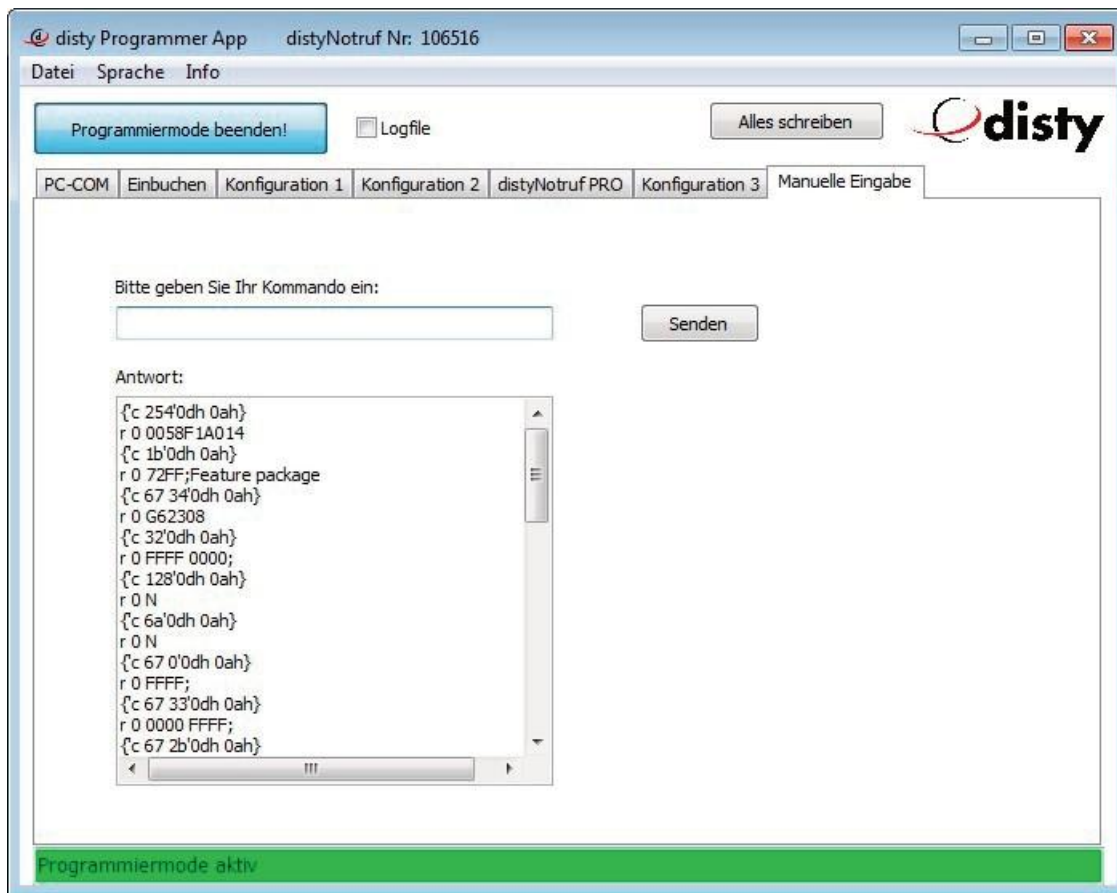 disty Programmer App distyNotruf Nr: 106516
Datei Sprache Info
Programmiermode beenden! Logfile Alles schreiben disty
PC-COM Einbuchen Konfiguration 1 Konfiguration 2 distyNotruf PRO Konfiguration 3 Manuelle Eingabe
Bitte geben Sie Ihr Kommando ein:
Senden
Antwort:
{'c 254'0dh 0ah}
r 0 0058F1A014
{'c 1b'0dh 0ah}
r 0 72FF;Feature package
{'c 67 34'0dh 0ah}
r 0 G62308
{'c 32'0dh 0ah}
r 0 FFFF 0000;
{'c 128'0dh 0ah}
r 0 N
{'c 6a'0dh 0ah}
r 0 N
{'c 67 0'0dh 0ah}
r 0 FFFF;
{'c 67 33'0dh 0ah}
r 0 0000 FFFF;
{'c 67 2b'0dh 0ah}
Programmiermode aktiv